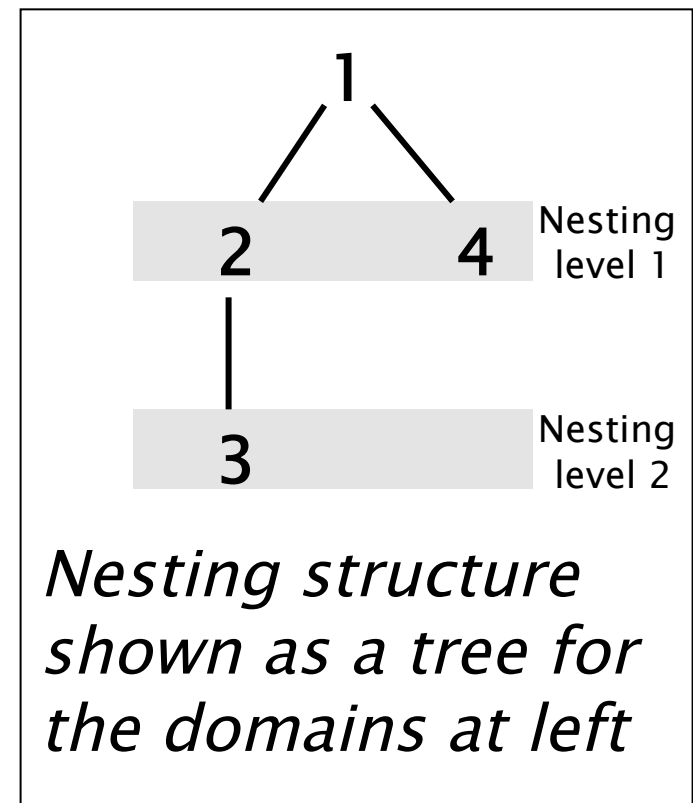 1
2 4 Nesting
level 1
3 Nesting
level 2
Nesting structure
shown as a tree for
the domains at left